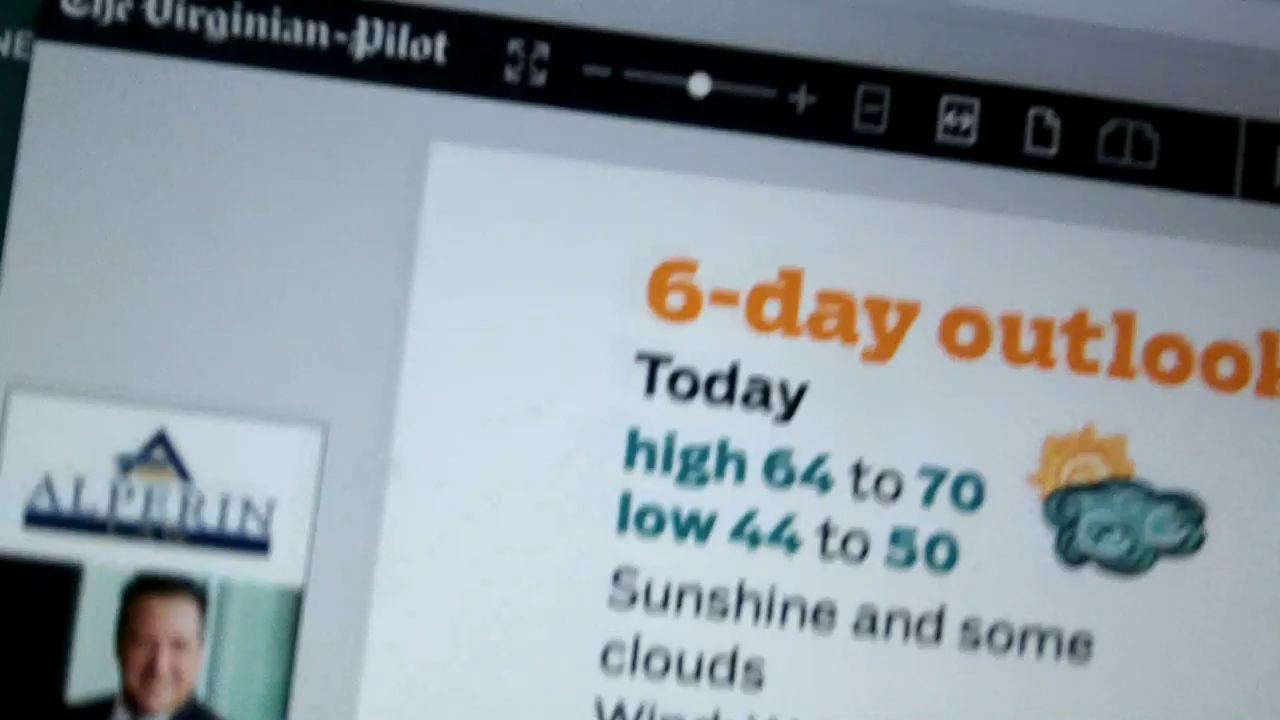 The Virginian-Pilot
NE
6-day outlook
Today
high 64 to 70
low 44 to 50
Sunshine and some
clouds
ALPERIN